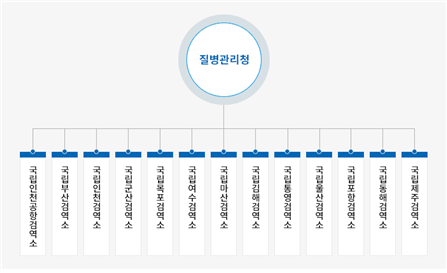 질병관리청
국립인천공항검역소
국립부산검역소
국립인천검역소
국립군산검역소
국립목포검역소
국립여수검역소
국립마산검역소
국립김해검역소
국립통영검역소
국립울산검역소
국립포항검역소
국립동해검역소
국립제주검역소